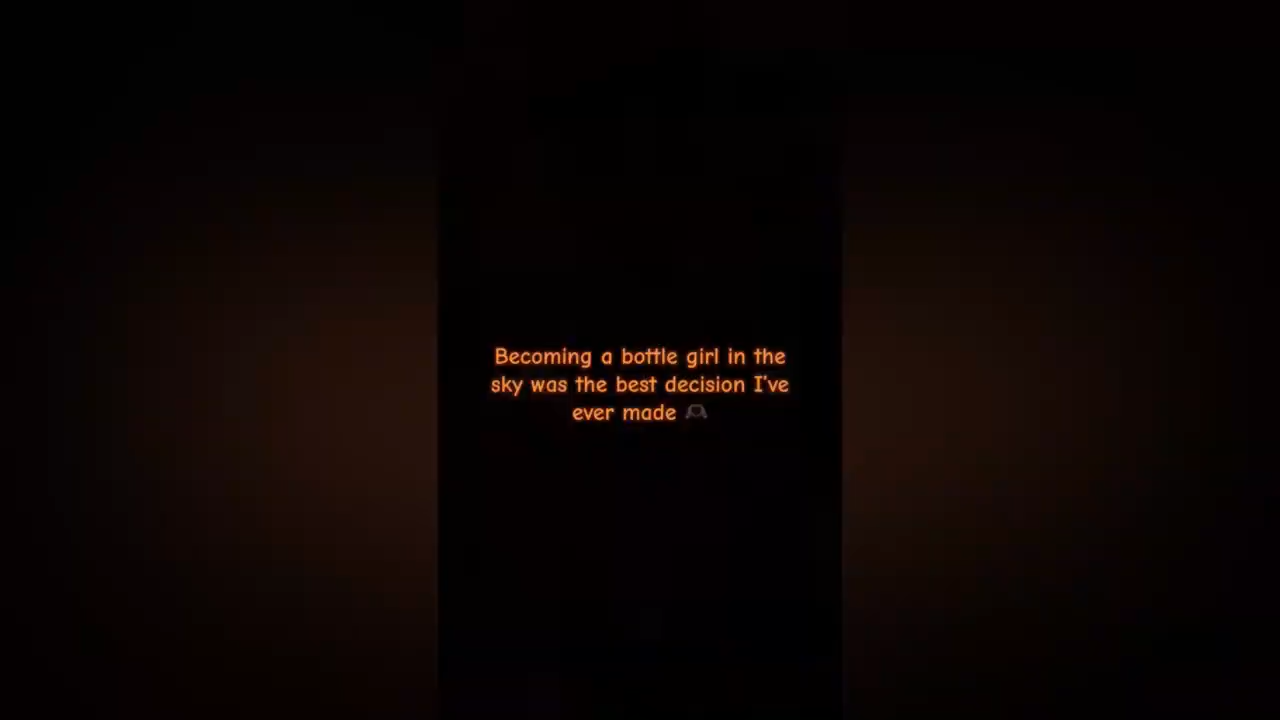 Becoming a bottle girl in the
sky was the best decision I've
ever made 🫶🏿